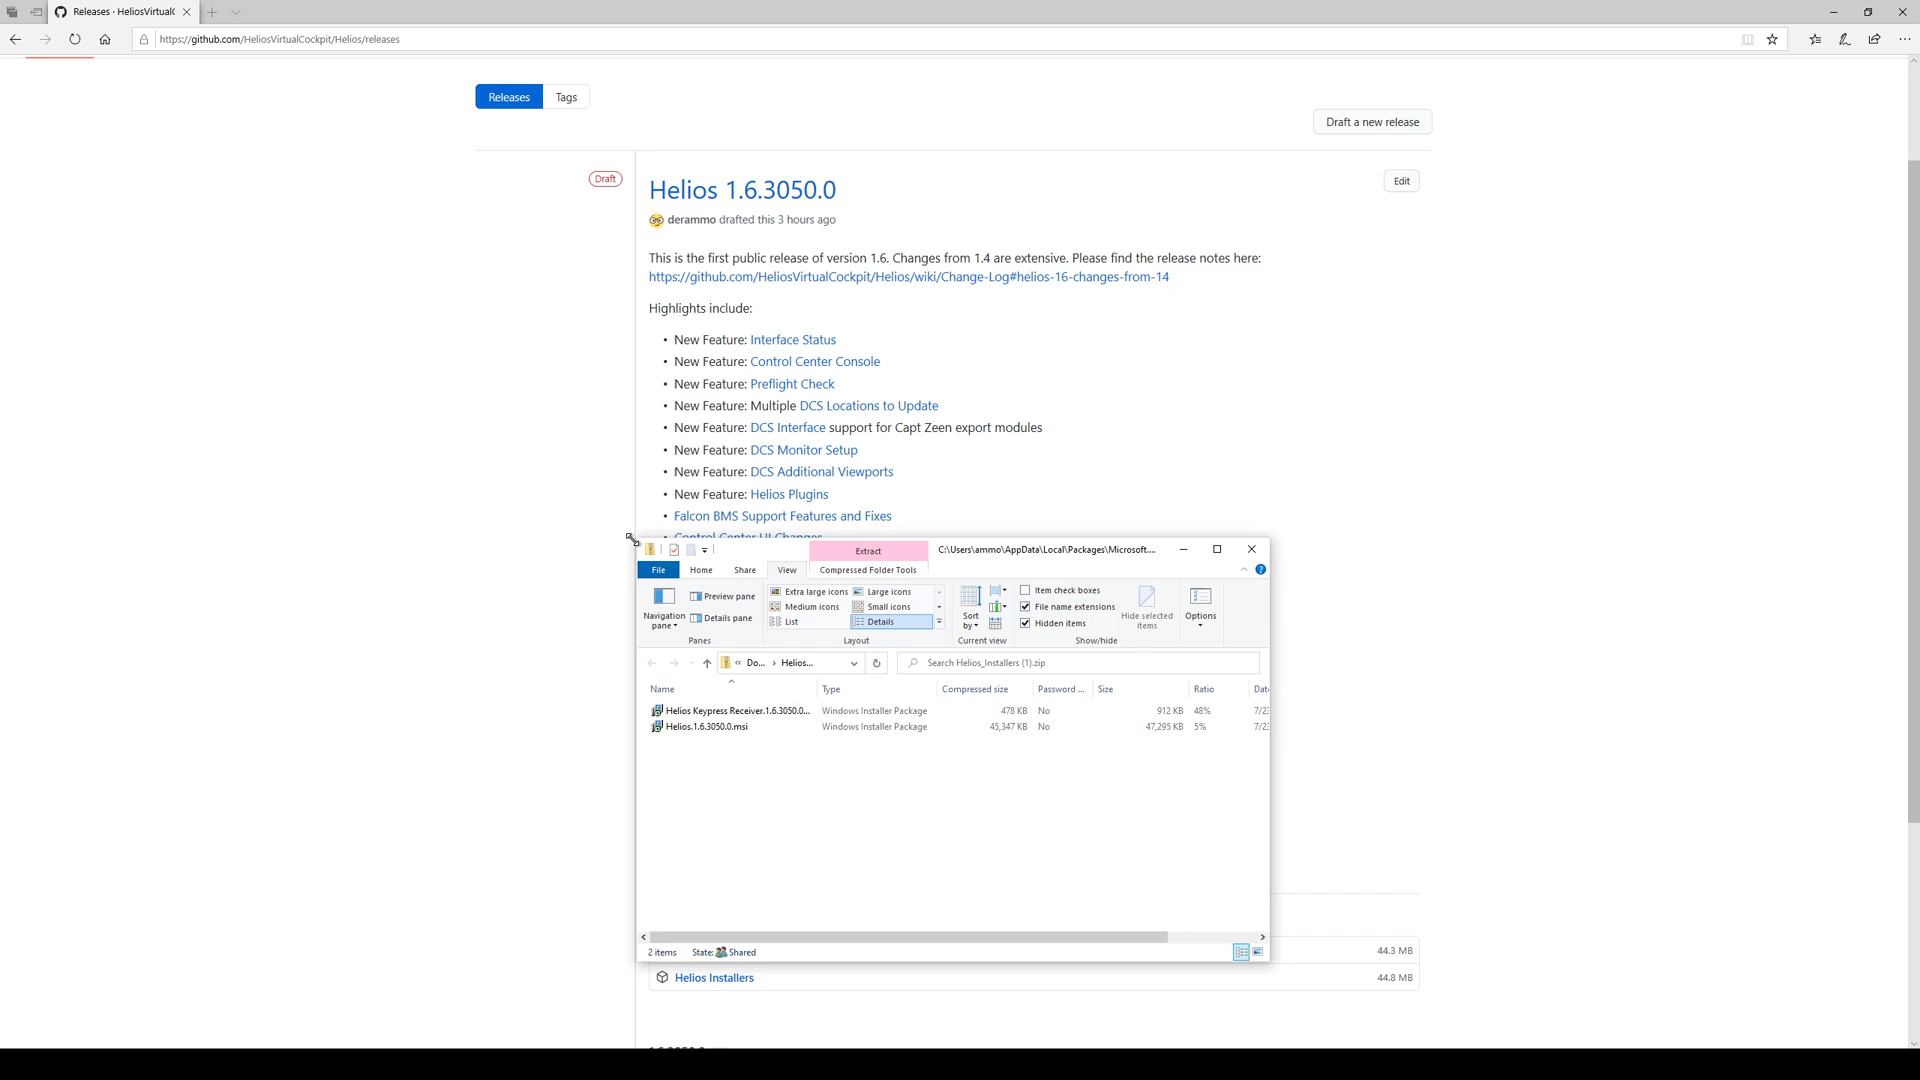 Releases · HeliosVirtualC
https://github.com/HeliosVirtualCockpit/Helios/releases
Releases
Tags
Draft a new release
Draft
Helios 1.6.3050.0
Edit
derammo drafted this 3 hours ago
This is the first public release of version 1.6. Changes from 1.4 are extensive. Please find the release notes here:
https://github.com/HeliosVirtualCockpit/Helios/wiki/Change-Log#helios-16-changes-from-14
Highlights include:
• New Feature: Interface Status
• New Feature: Control Center Console
• New Feature: Preflight Check
• New Feature: Multiple DCS Locations to Update
• New Feature: DCS Interface support for Capt Zeen export modules
• New Feature: DCS Monitor Setup
• New Feature: DCS Additional Viewports
• New Feature: Helios Plugins
• Falcon BMS Support Features and Fixes
• Control Center UI Changes
Extract
C:\Users\ammo\AppData\Local\Packages\Microsoft....
File
Home
Share
View
Compressed Folder Tools
Navigation pane
Preview pane
Details pane
Panes
Extra large icons
Large icons
Medium icons
Small icons
List
Details
Layout
Sort by
Current view
Item check boxes
File name extensions
Hidden items
Hide selected items
Show/hide
Options
« Do... > Helios...
Search Helios_Installers (1).zip
Name Type Compressed size Password ... Size Ratio Date
Helios Keypress Receiver.1.6.3050.0... Windows Installer Package 478 KB No 912 KB 48% 7/23
Helios.1.6.3050.0.msi Windows Installer Package 45,347 KB No 47,295 KB 5% 7/23
2 items State: Shared
44.3 MB
Helios Installers 44.8 MB